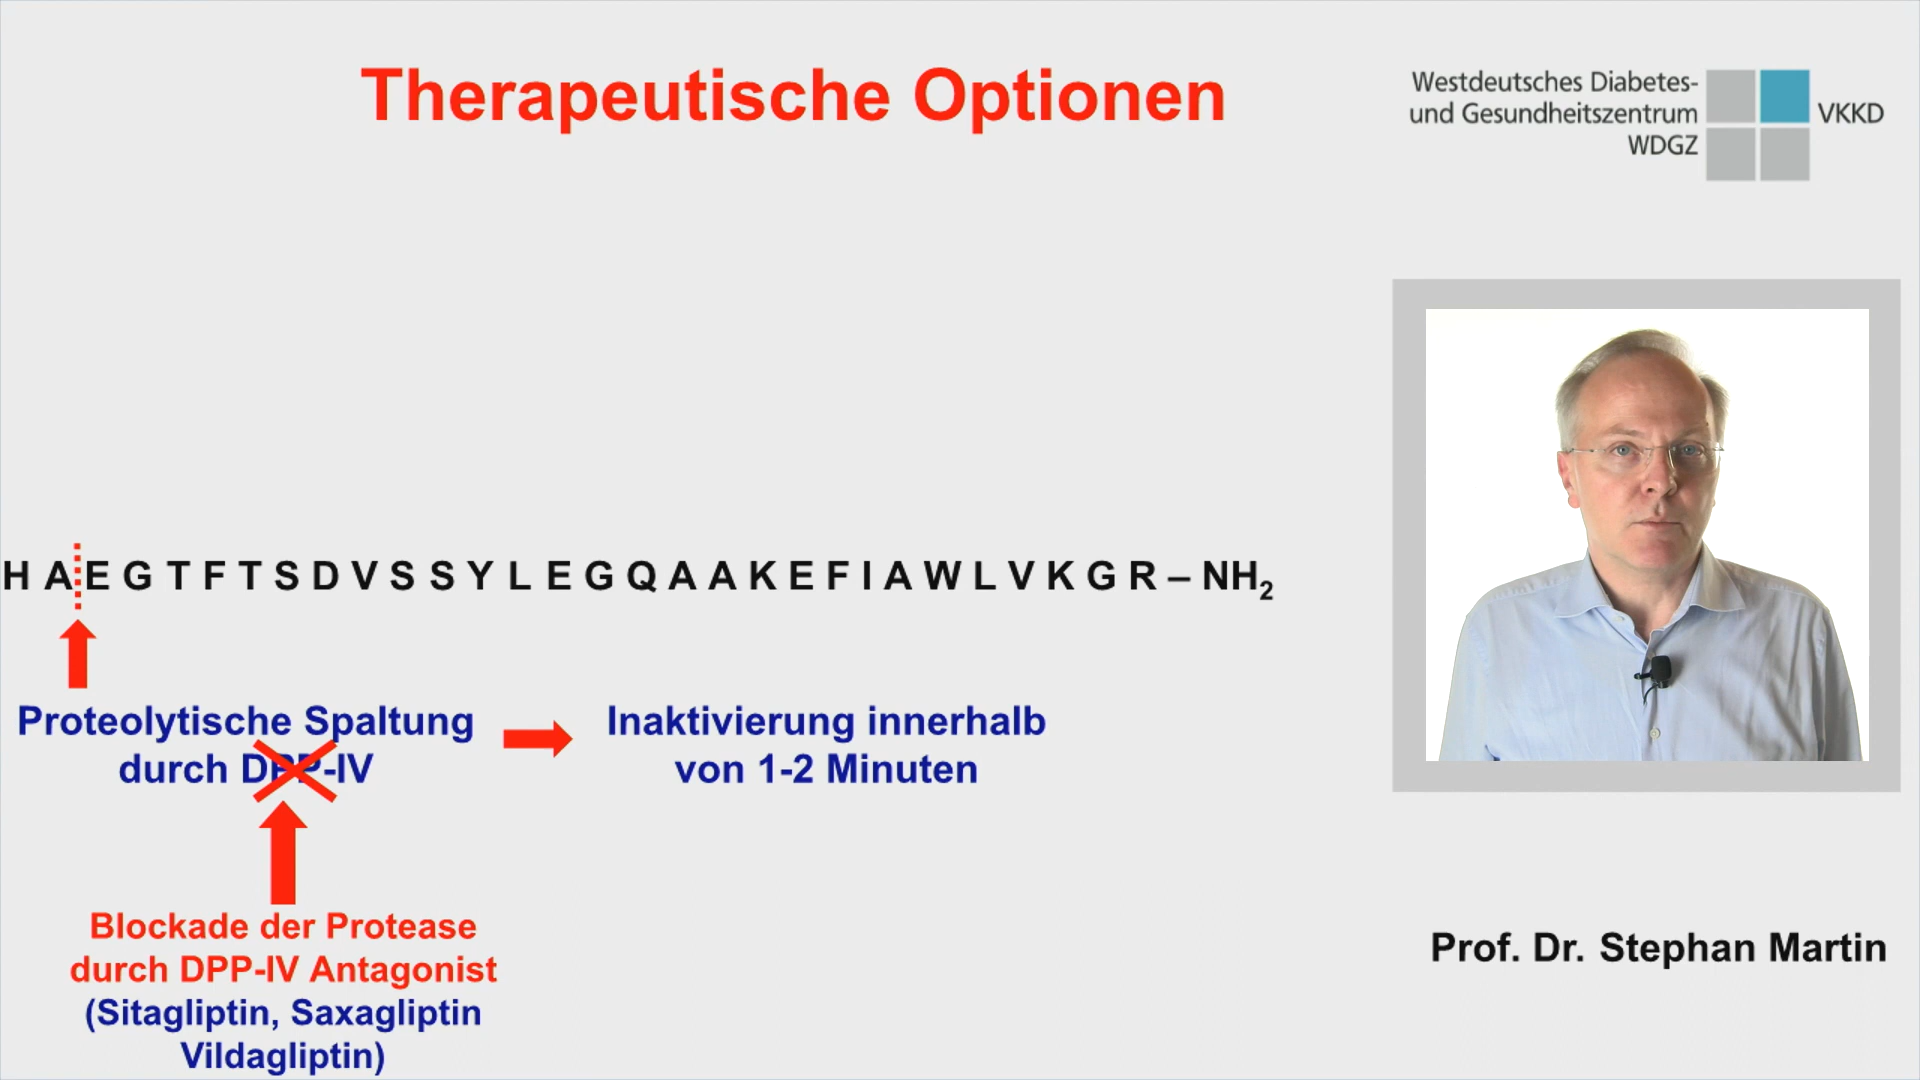 Therapeutische Optionen
Westdeutsches Diabetes-
und Gesundheitszentrum
WDGZ
VKKD
H A E G T F T S D V S S Y L E G Q A A K E F I A W L V K G R – NH₂
Proteolytische Spaltung
durch DPP-IV
Inaktivierung innerhalb
von 1-2 Minuten
Blockade der Protease
durch DPP-IV Antagonist
(Sitagliptin, Saxagliptin
Vildagliptin)
Prof. Dr. Stephan Martin